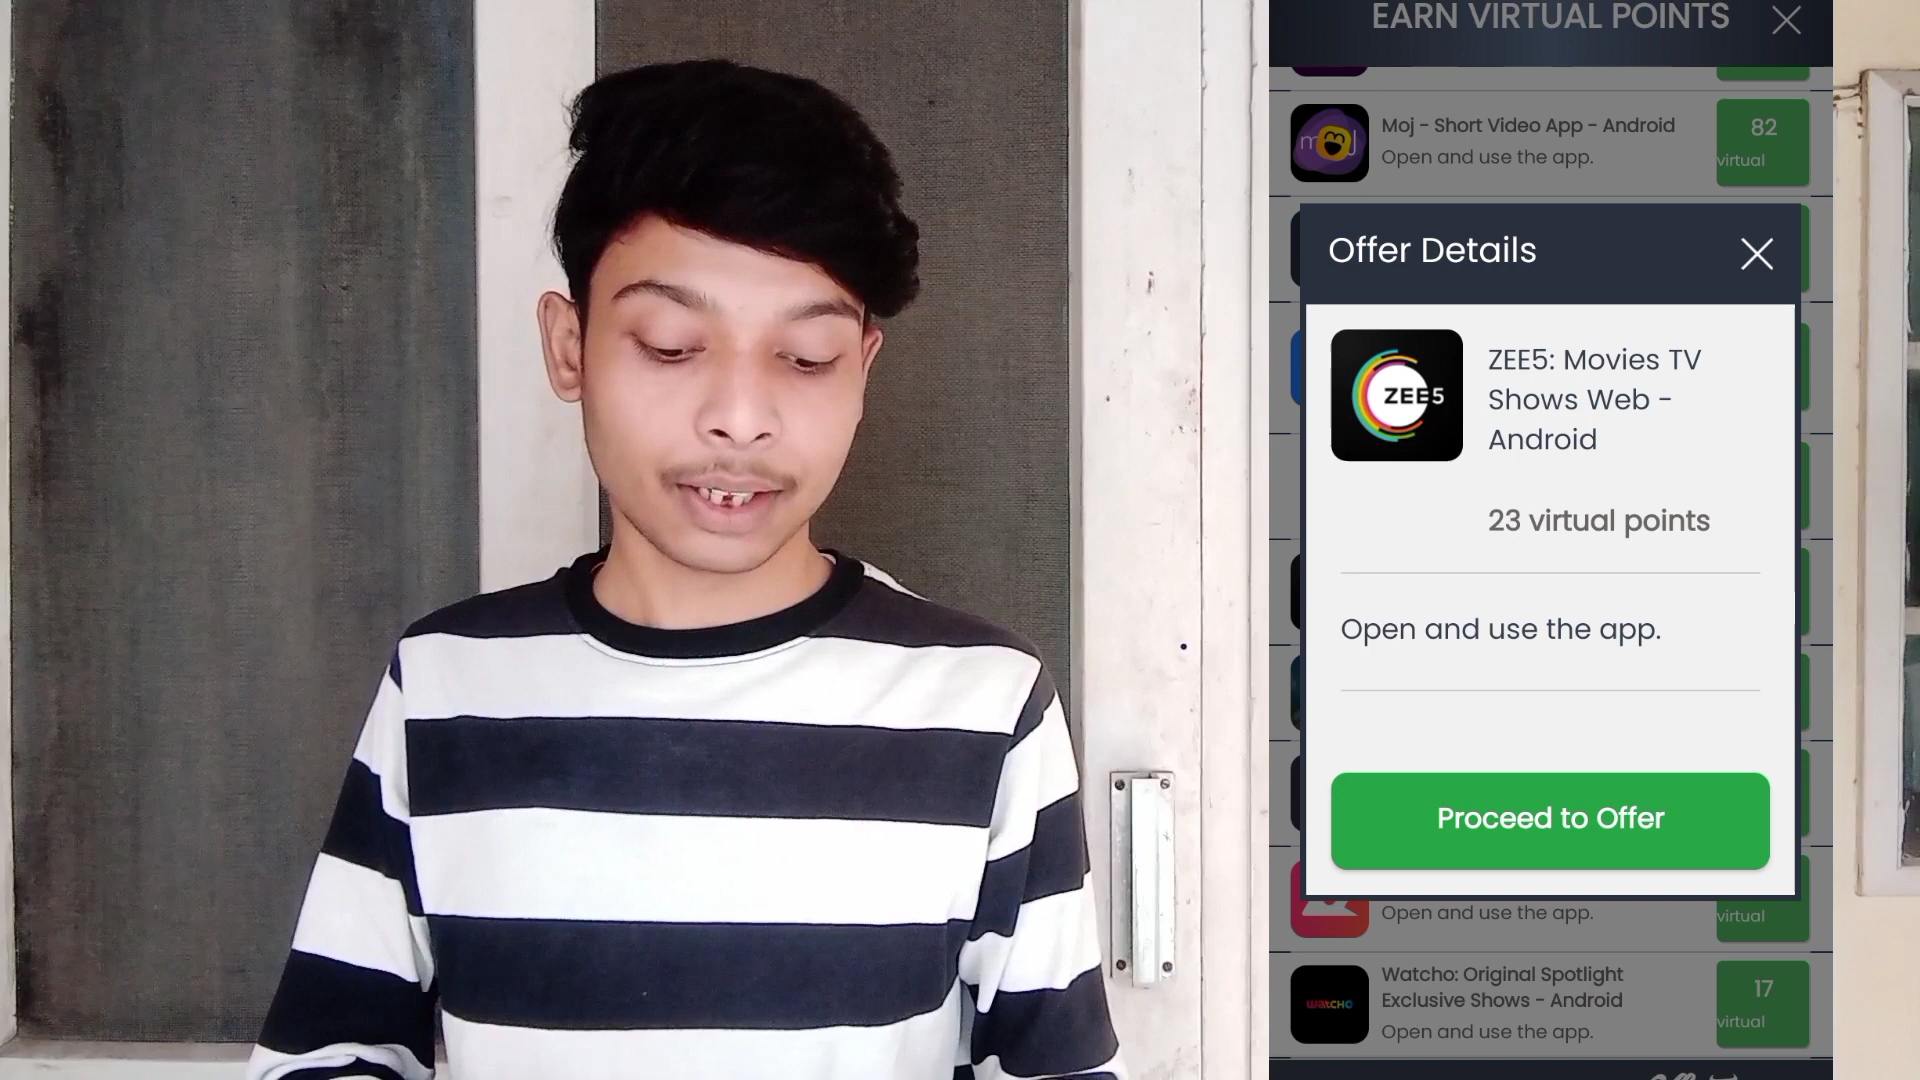 EARN VIRTUAL POINTS
moj
Moj - Short Video App - Android
Open and use the app.
82
virtual
Offer Details
ZEE5
ZEE5: Movies TV
Shows Web -
Android
23 virtual points
Open and use the app.
Proceed to Offer
Open and use the app.
virtual
WATCHO
Watcho: Original Spotlight
Exclusive Shows - Android
Open and use the app.
17
virtual